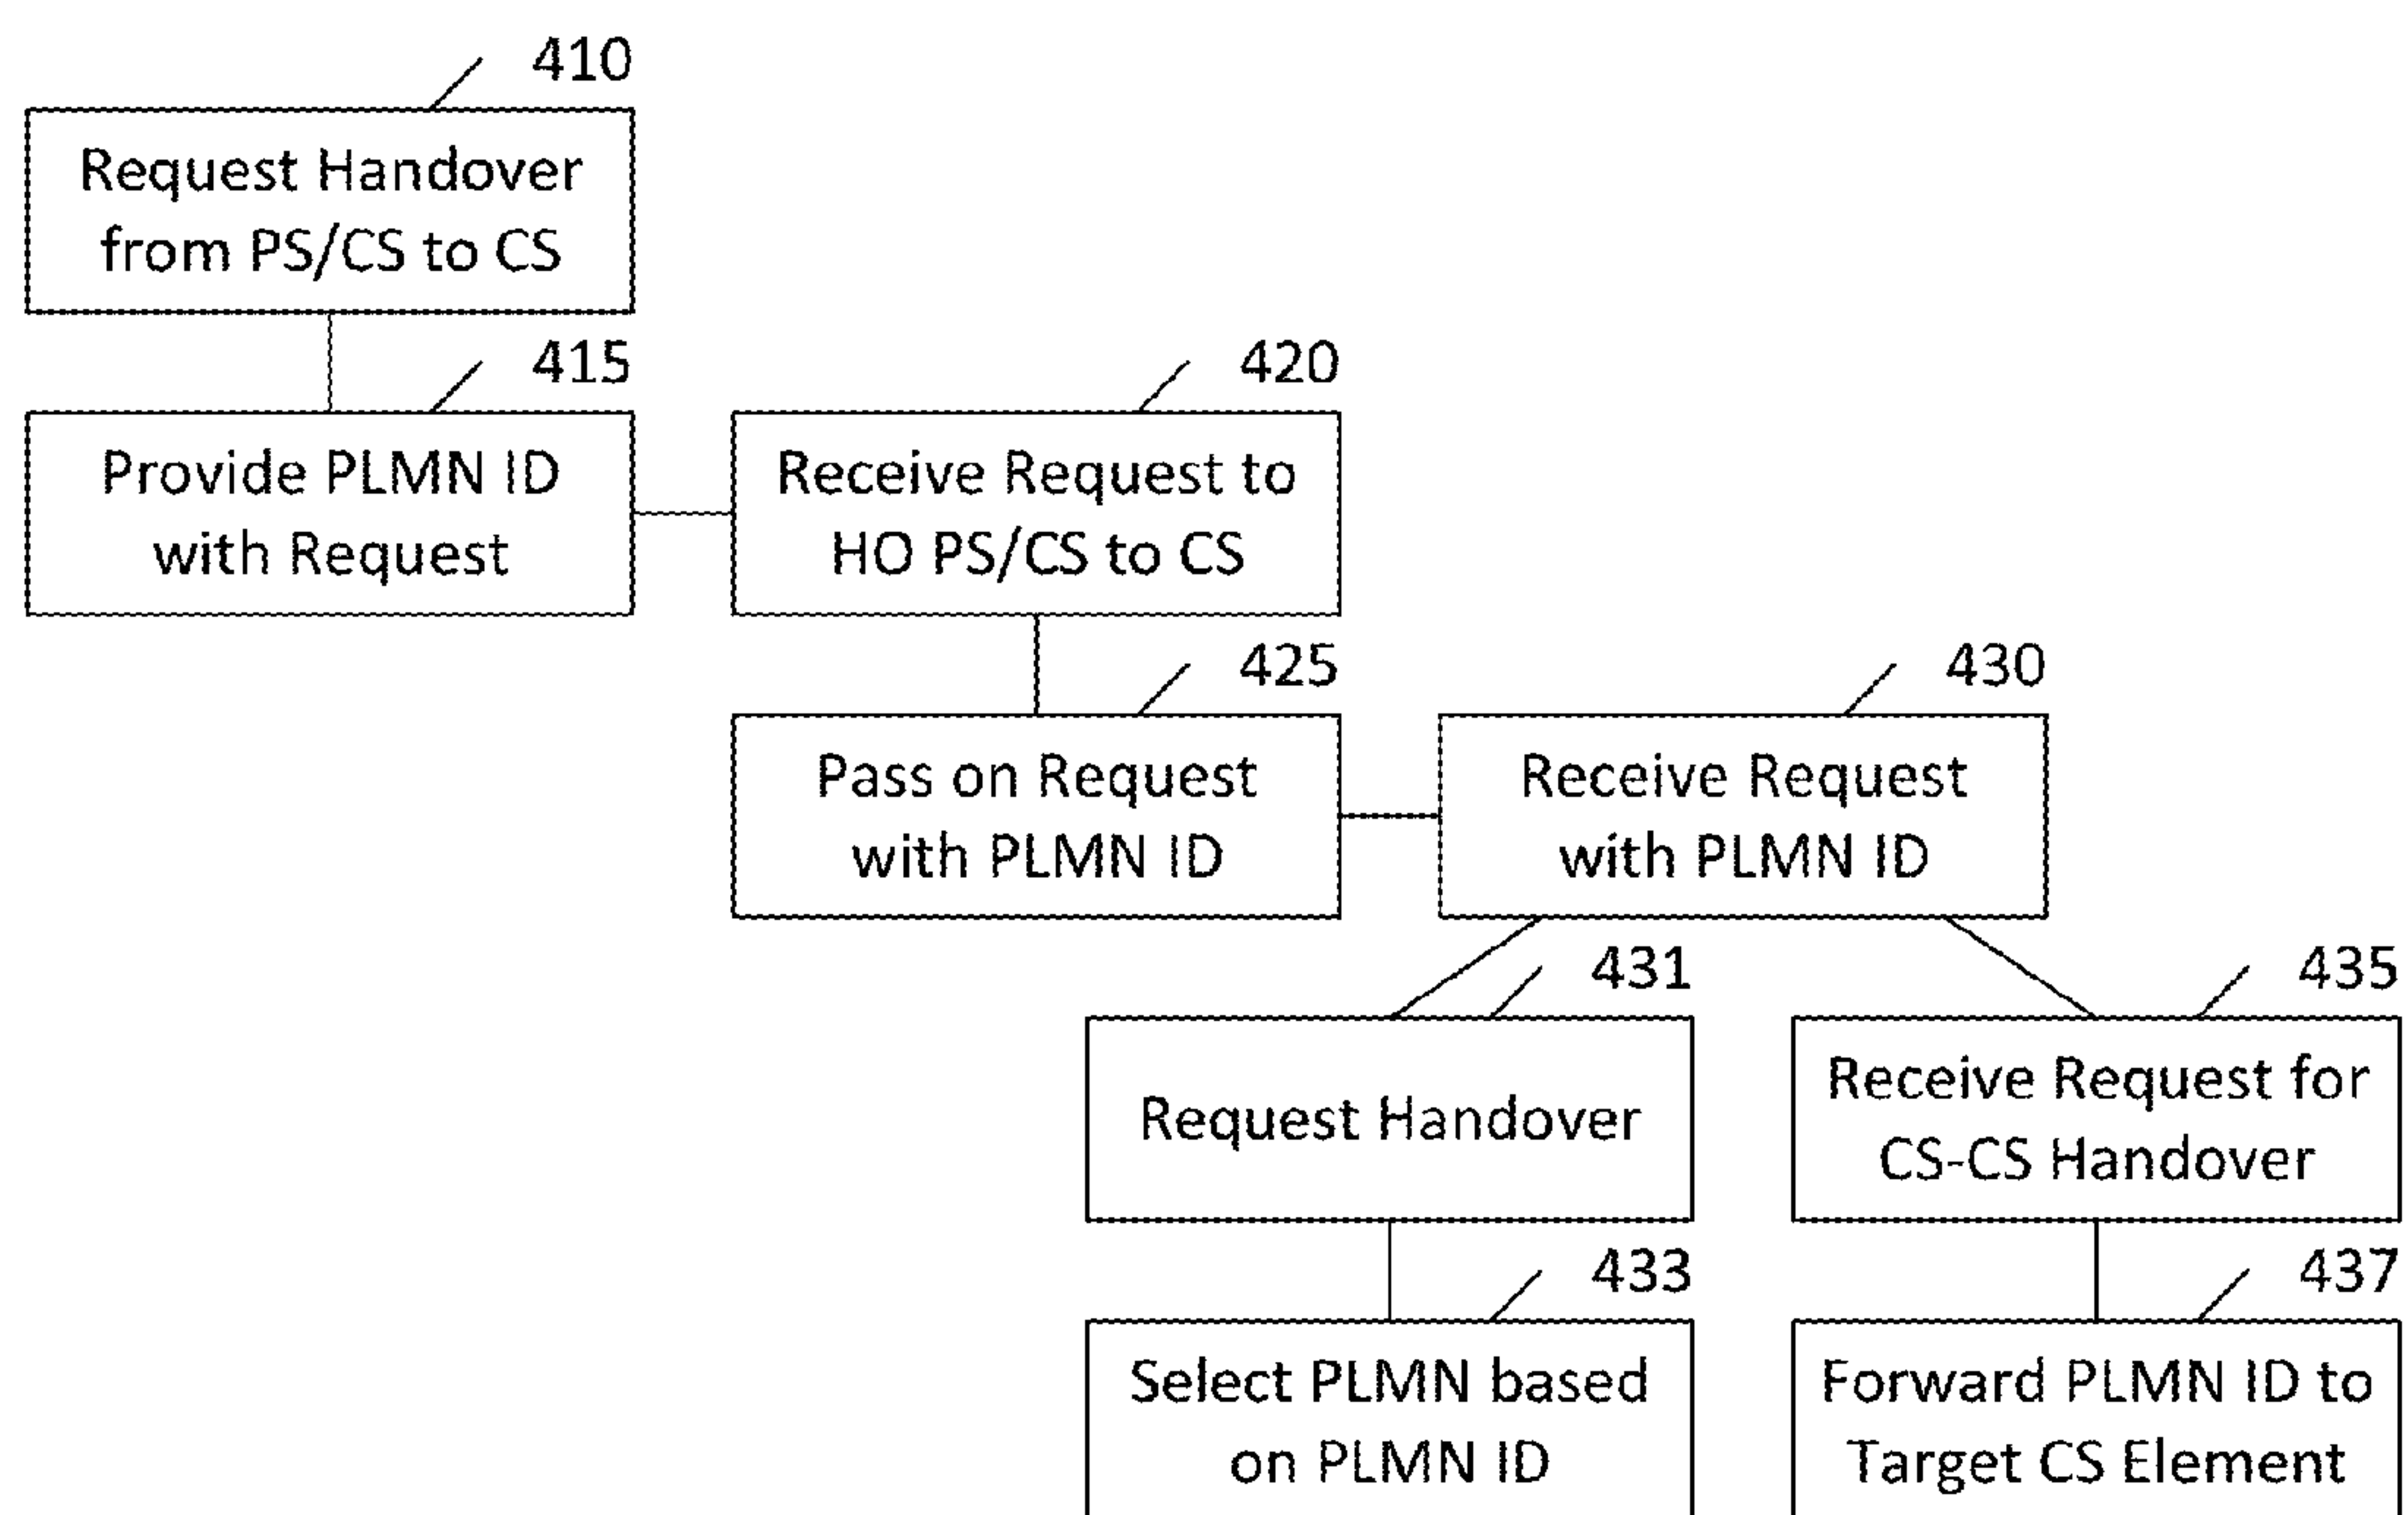 410
Request Handover
from PS/CS to CS
415
Provide PLMN ID
with Request
420
Receive Request to
HO PS/CS to CS
425
Pass on Request
with PLMN ID
430
Receive Request
with PLMN ID
431
Request Handover
433
Select PLMN based
on PLMN ID
435
Receive Request for
CS-CS Handover
437
Forward PLMN ID to
Target CS Element